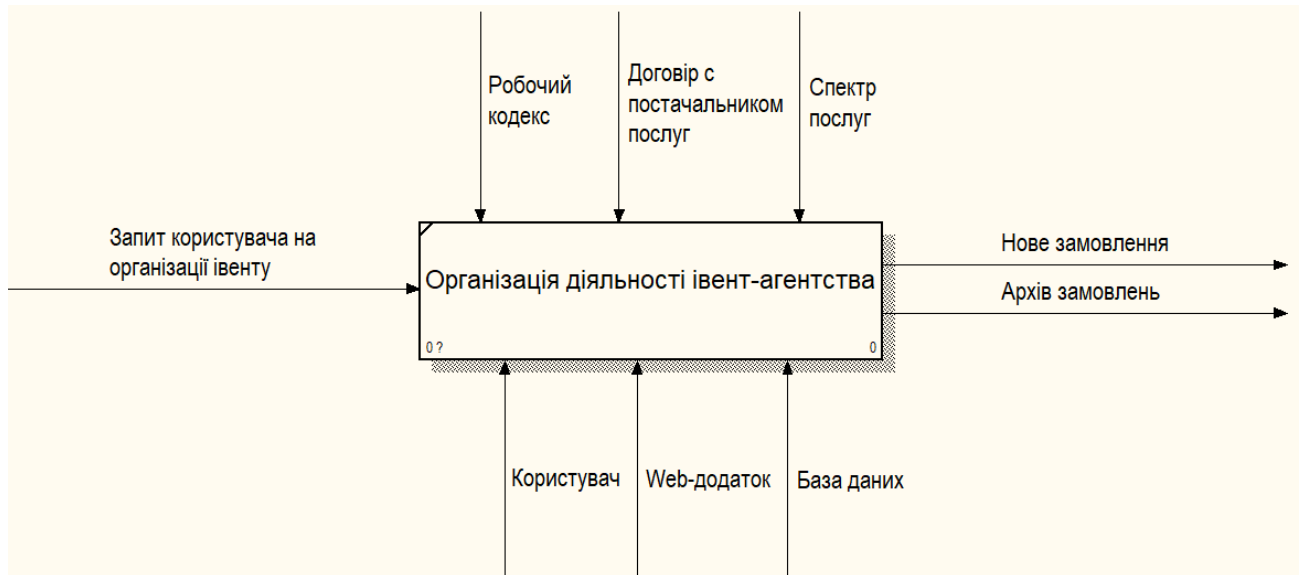 Робочий
кодекс
Договір с
постачальником
послуг
Спектр
послуг
Запит користувача на
організації івенту
Організація діяльності івент-агентства
0 ?
0
Нове замовлення
Архів замовлень
Користувач
Web-додаток
База даних